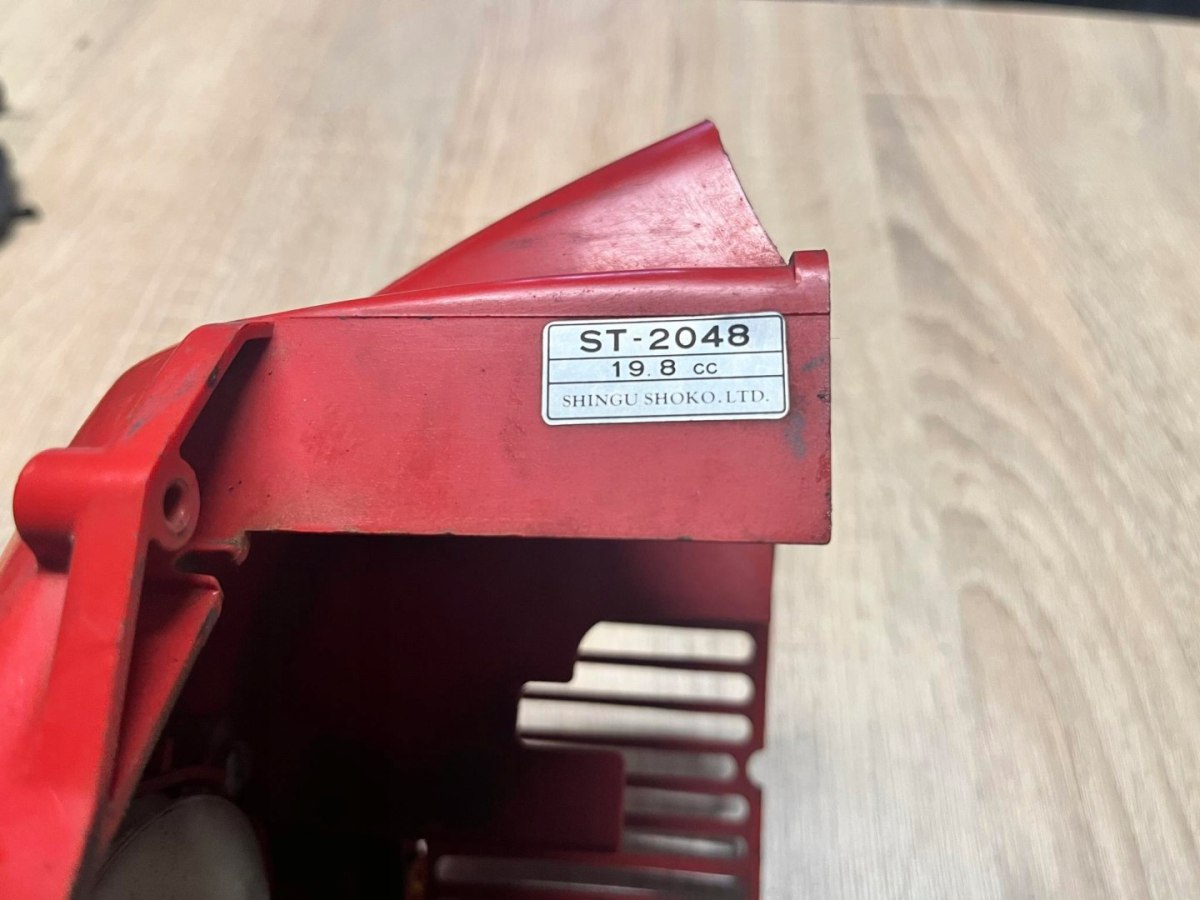 ST-2048
19.8 cc
SHINGU SHOKO.LTD.